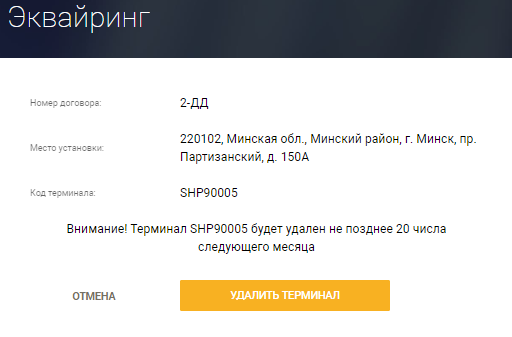 Эквайринг
Номер договора: 2-ДД
Место установки: 220102, Минская обл., Минский район, г. Минск, пр.
Партизанский, д. 150А
Код терминала: SHP90005
Внимание! Терминал SHP90005 будет удален не позднее 20 числа
следующего месяца
ОТМЕНА УДАЛИТЬ ТЕРМИНАЛ